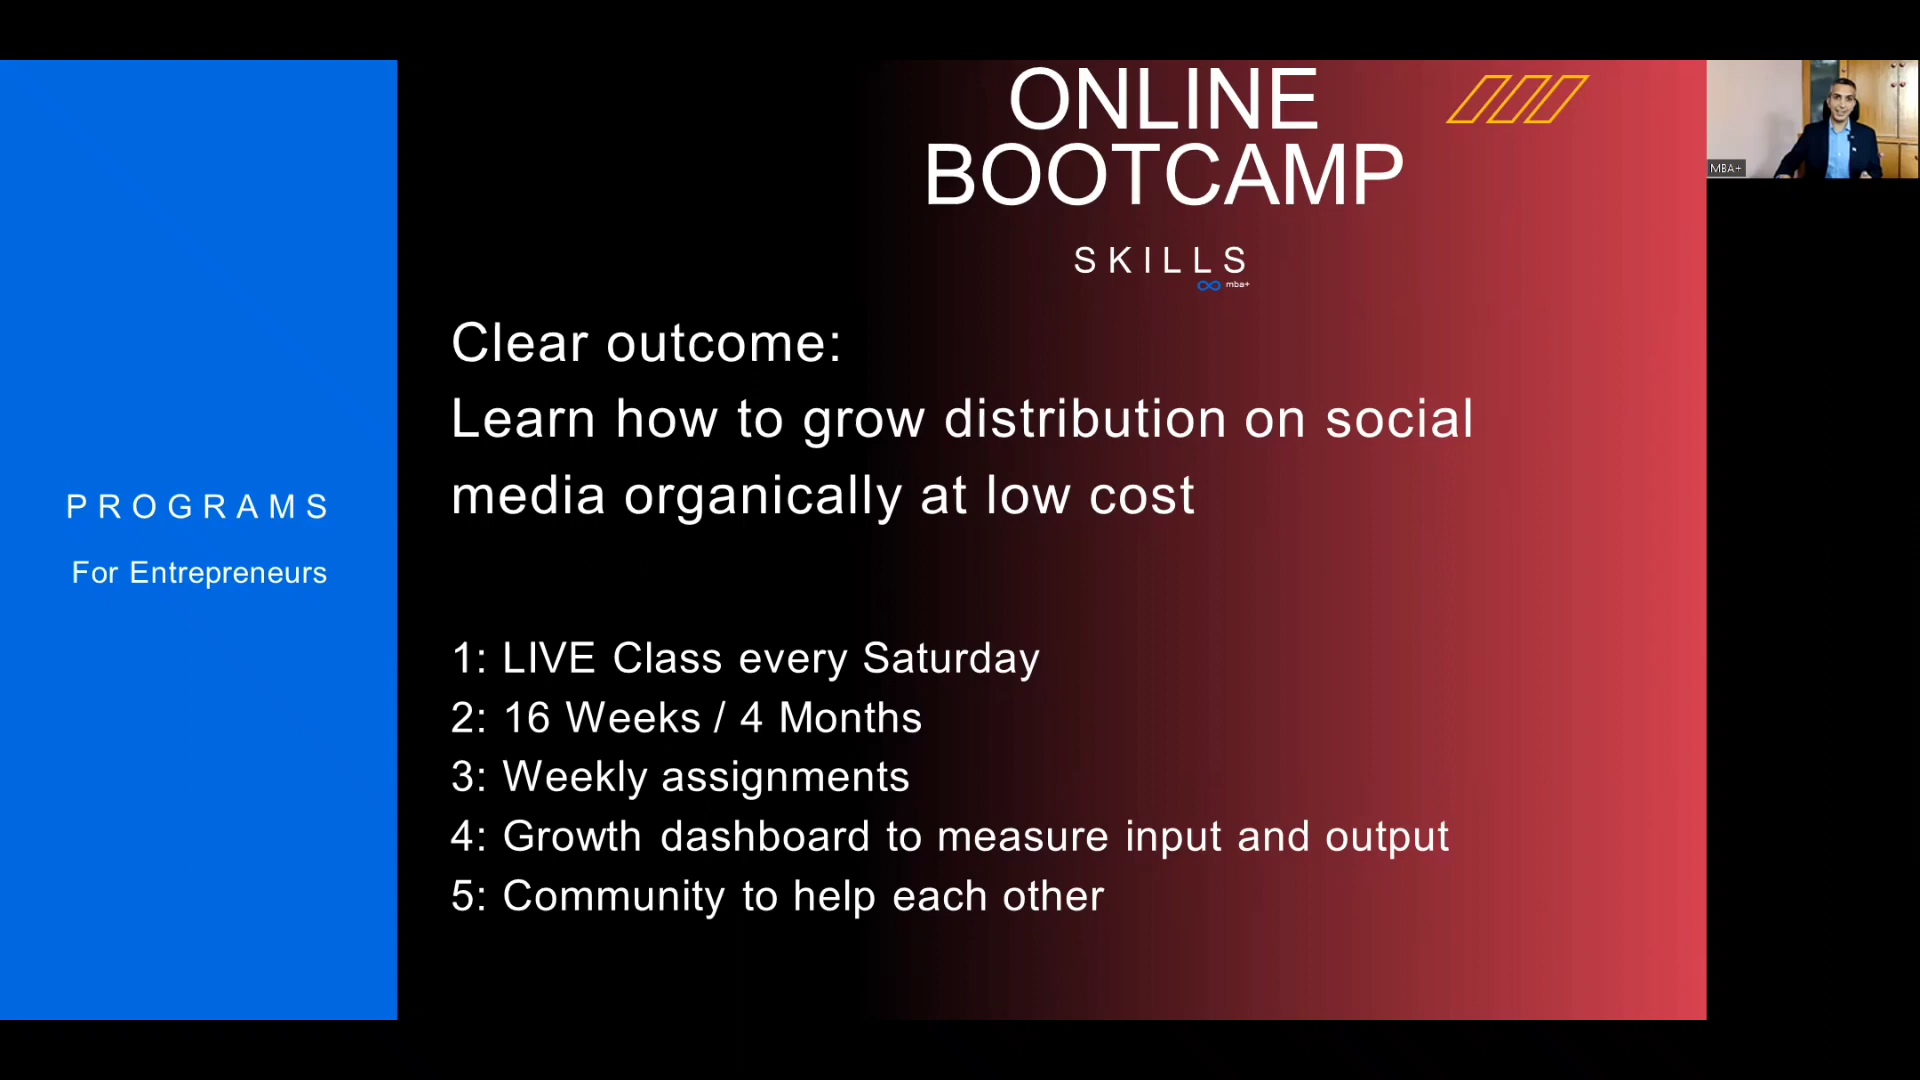 PROGRAMS
For Entrepreneurs
ONLINE
BOOTCAMP
SKILLS
mba+
Clear outcome:
Learn how to grow distribution on social
media organically at low cost
1: LIVE Class every Saturday
2: 16 Weeks / 4 Months
3: Weekly assignments
4: Growth dashboard to measure input and output
5: Community to help each other
MBA+